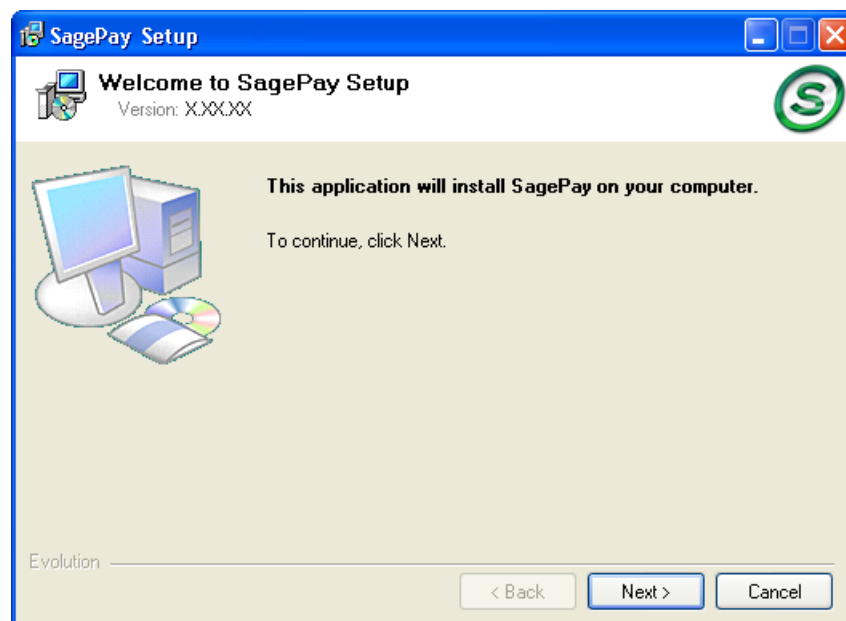 SagePay Setup
Welcome to SagePay Setup
Version: X.XX.XX
S
This application will install SagePay on your computer.
To continue, click Next.
Evolution
< Back Next > Cancel